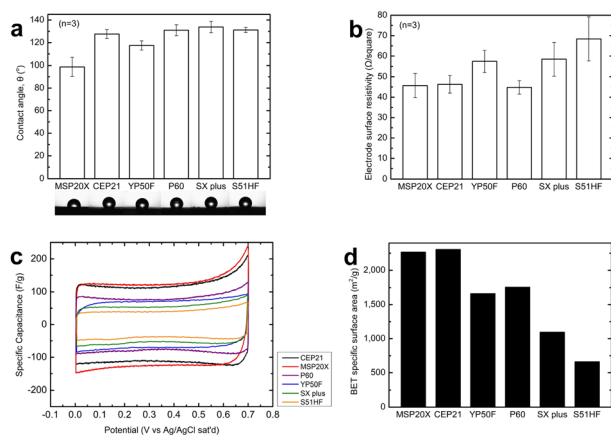 a
(n=3)
Contact angle, θ (°)
140
120
100
80
60
40
20
0
MSP20X CEP21 YP50F P60 SX plus S51HF
b
(n=3)
Electrode surface resistivity (Ω/square)
80
70
60
50
40
30
20
10
0
MSP20X CEP21 YP50F P60 SX plus S51HF
c
Specific Capacitance (F/g)
200
100
0
-100
-200
-0.1 0.0 0.1 0.2 0.3 0.4 0.5 0.6 0.7 0.8
Potential (V vs Ag/AgCl sat'd)
CEP21
MSP20X
P60
YP50F
SX plus
S51HF
d
BET specific surface area (m²/g)
2,500
2,000
1,500
1,000
500
0
MSP20X CEP21 YP50F P60 SX plus S51HF